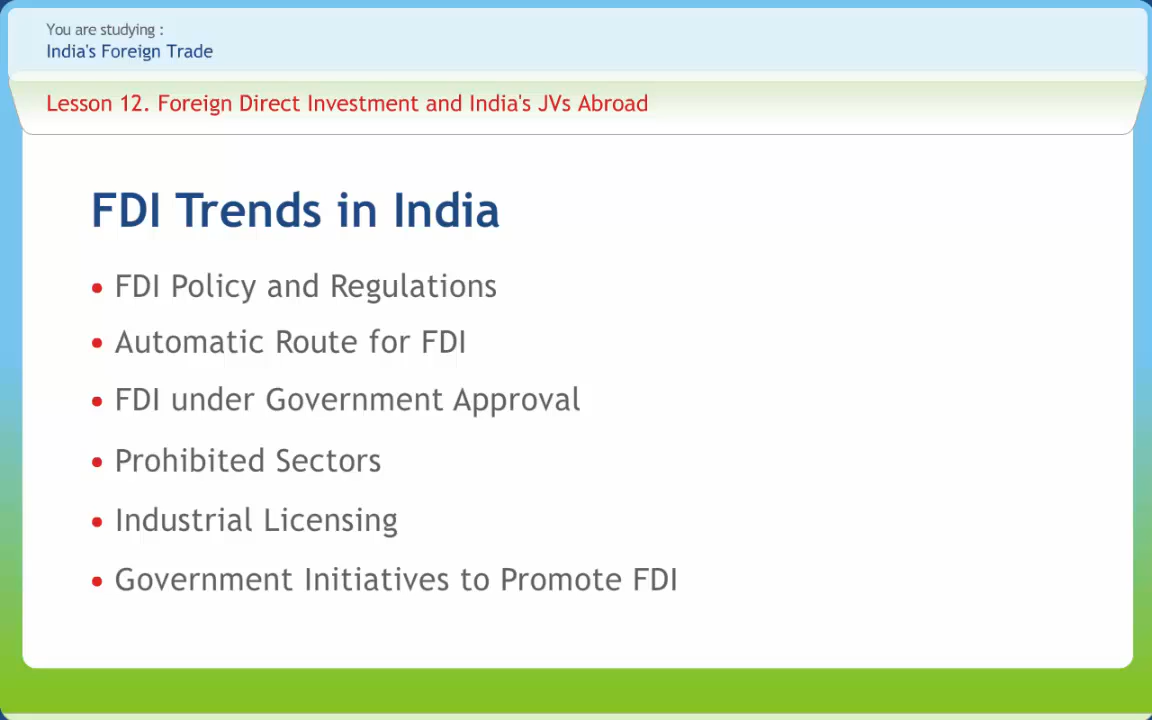 You are studying :
India's Foreign Trade
Lesson 12. Foreign Direct Investment and India's JVs Abroad
FDI Trends in India
• FDI Policy and Regulations
• Automatic Route for FDI
• FDI under Government Approval
• Prohibited Sectors
• Industrial Licensing
• Government Initiatives to Promote FDI